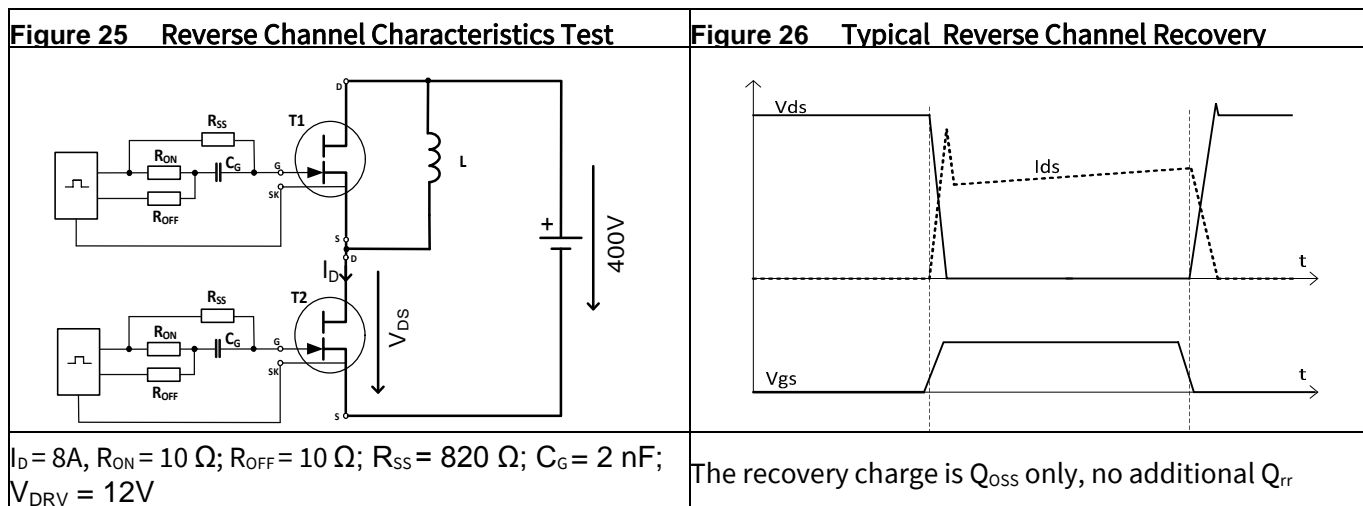 Figure 25 Reverse Channel Characteristics Test
Figure 26 Typical Reverse Channel Recovery
D
T1
RSS
RON
CG
G
SK
ROFF
L
S
D
ID
+
400V
T2
RSS
RON
CG
G
SK
ROFF
VDS
S
Vds
Ids
t
Vgs
t
ID = 8A, RON = 10 Ω; ROFF = 10 Ω; RSS = 820 Ω; CG = 2 nF;
VDRV = 12V
The recovery charge is QOSS only, no additional Qrr